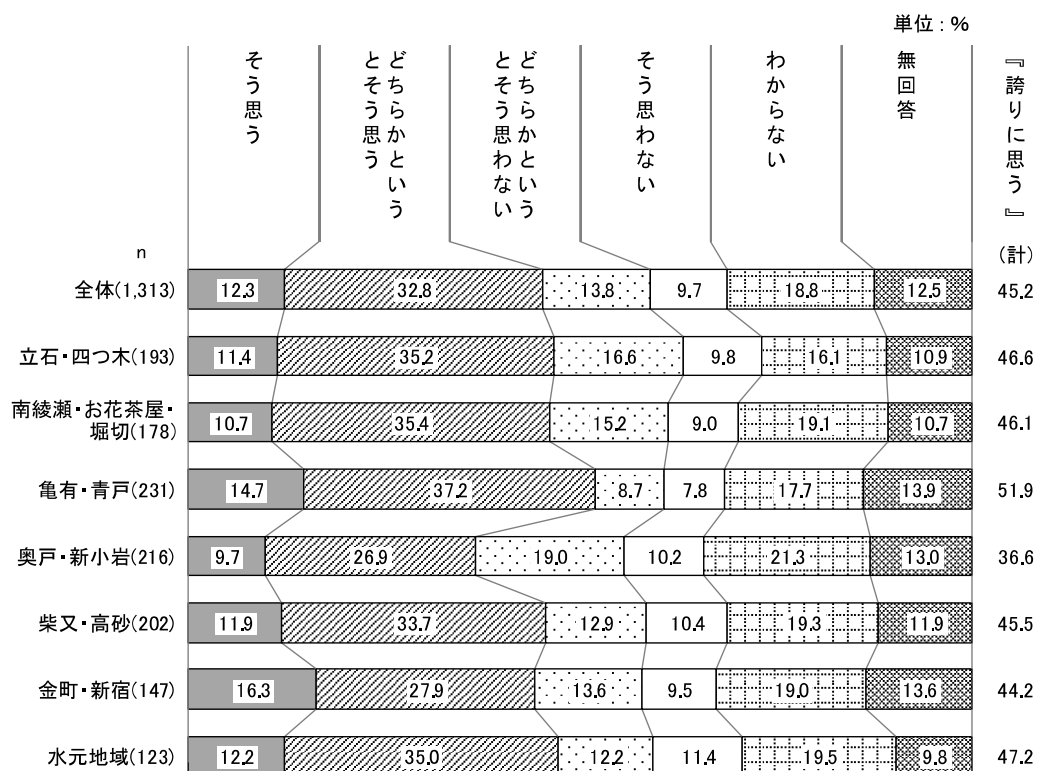 単位：%
そう思う
どちらかという
とそう思う
どちらかという
とそう思わない
そう思わない
わからない
無回答
『誇りに思う』
n
(計)
全体(1,313) 12.3 32.8 13.8 9.7 18.8 12.5 45.2
立石・四つ木(193) 11.4 35.2 16.6 9.8 16.1 10.9 46.6
南綾瀬・お花茶屋・
堀切(178) 10.7 35.4 15.2 9.0 19.1 10.7 46.1
亀有・青戸(231) 14.7 37.2 8.7 7.8 17.7 13.9 51.9
奥戸・新小岩(216) 9.7 26.9 19.0 10.2 21.3 13.0 36.6
柴又・高砂(202) 11.9 33.7 12.9 10.4 19.3 11.9 45.5
金町・新宿(147) 16.3 27.9 13.6 9.5 19.0 13.6 44.2
水元地域(123) 12.2 35.0 12.2 11.4 19.5 9.8 47.2